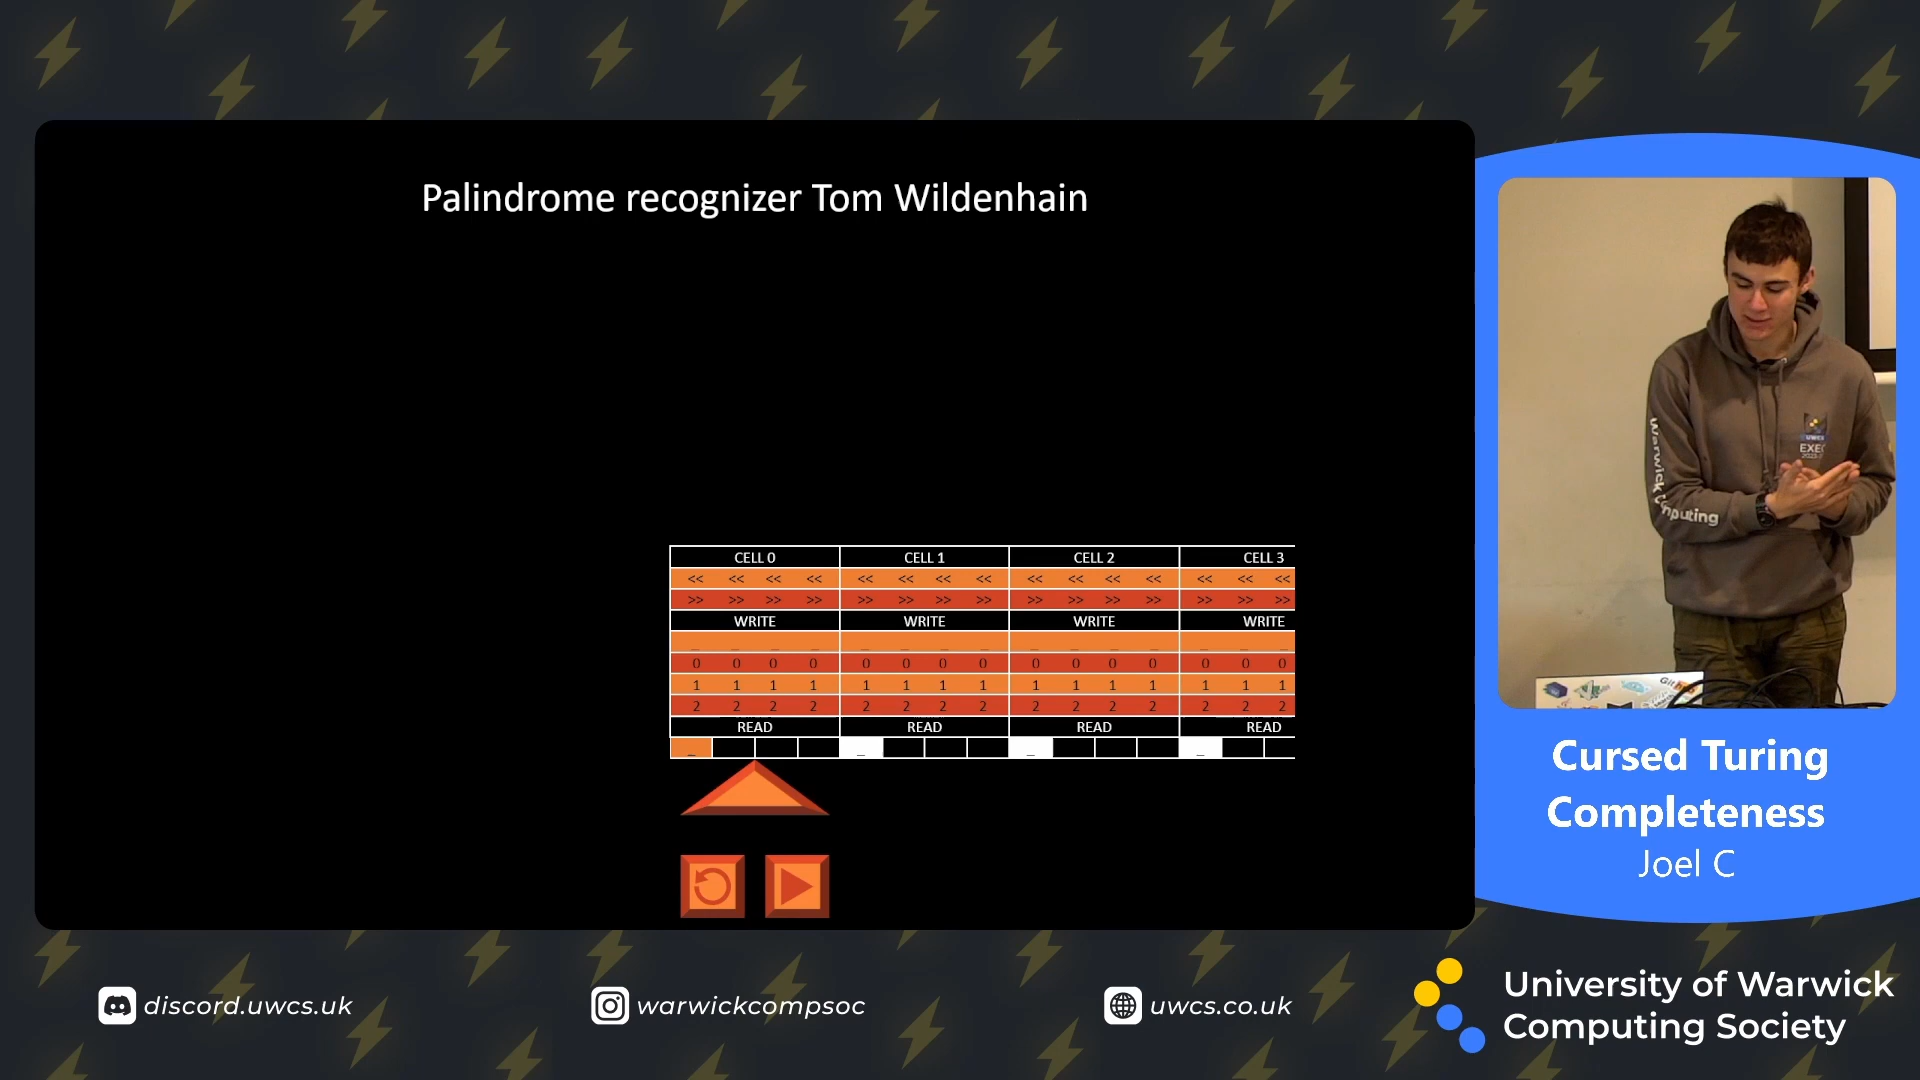 Palindrome recognizer Tom Wildenhain
CELL 0 CELL 1 CELL 2 CELL 3
<< << << << << << << << << << << << << << <<
>> >> >> >> >> >> >> >> >> >> >> >> >> >> >>
WRITE WRITE WRITE WRITE
_ _ _ _ _ _ _ _ _ _ _ _ _ _ _
0 0 0 0 0 0 0 0 0 0 0 0 0 0 0
1 1 1 1 1 1 1 1 1 1 1 1 1 1 1
2 2 2 2 2 2 2 2 2 2 2 2 2 2 2
READ READ READ READ
_ _ _ _
UWCS
EXEC
Warwick
mputing
Cursed Turing
Completeness
Joel C
discord.uwcs.uk
warwickcompsoc
uwcs.co.uk
University of Warwick
Computing Society